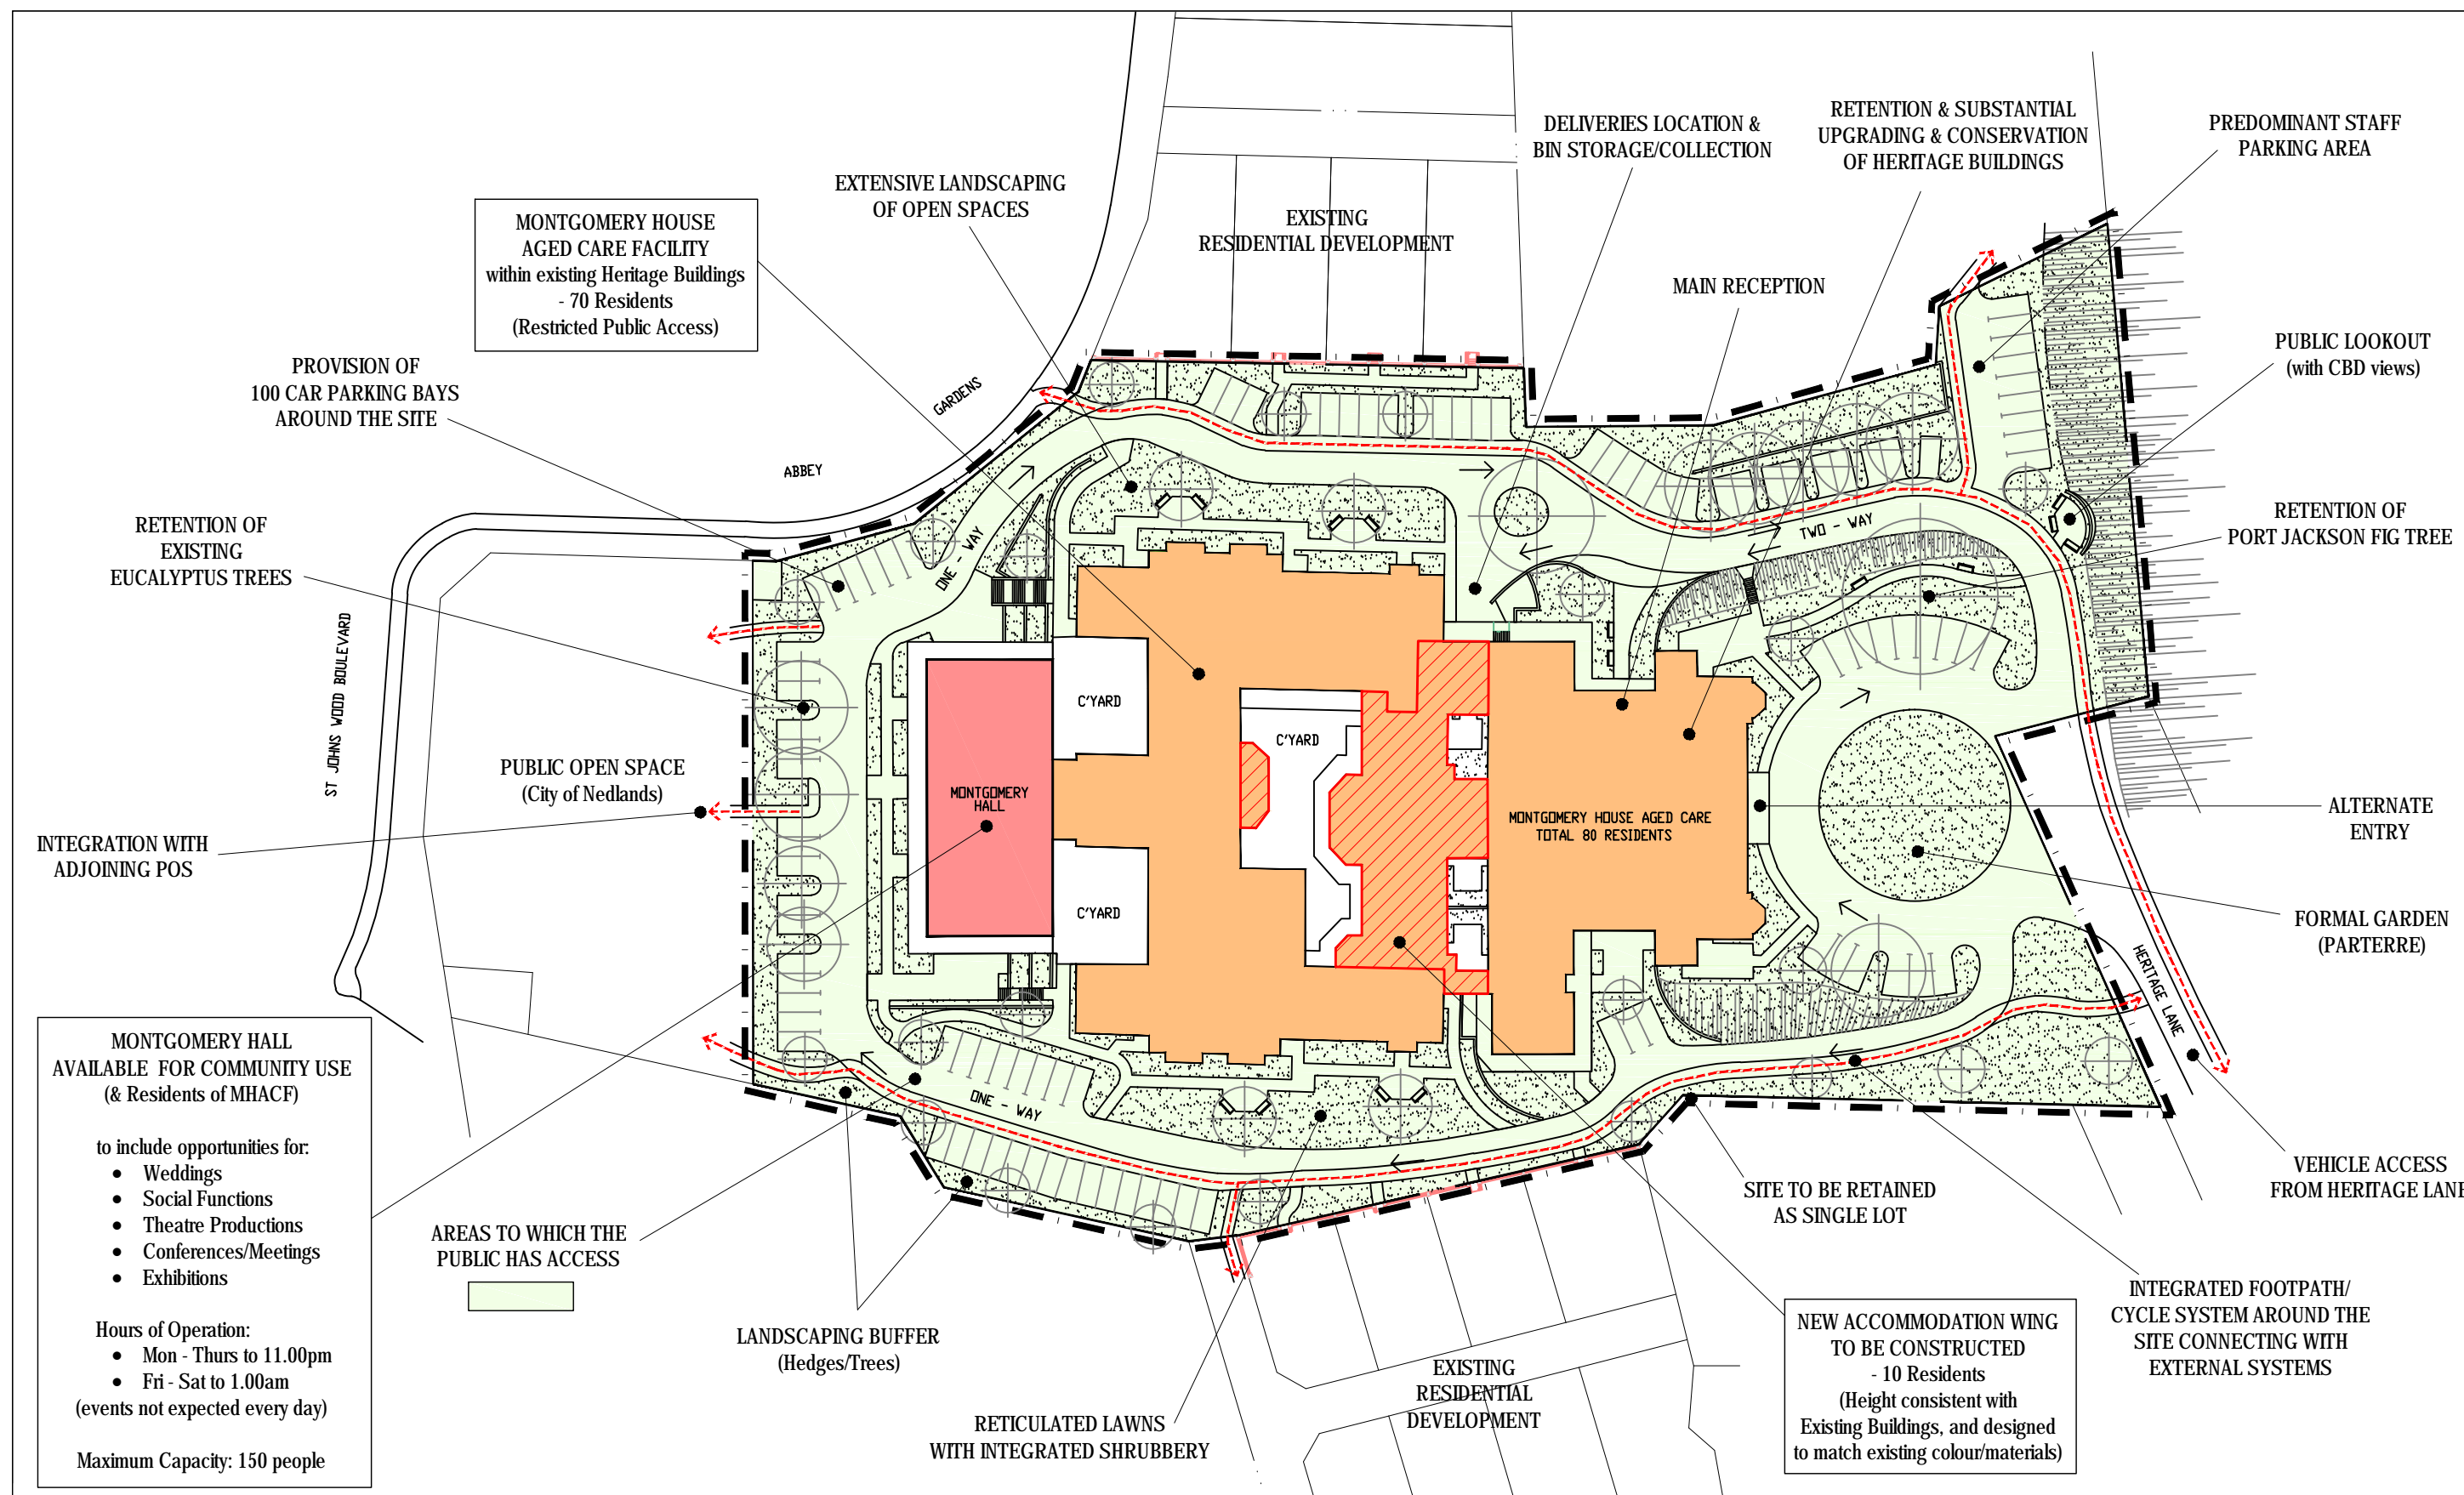 DELIVERIES LOCATION &
BIN STORAGE/COLLECTION
RETENTION & SUBSTANTIAL
UPGRADING & CONSERVATION
OF HERITAGE BUILDINGS
PREDOMINANT STAFF
PARKING AREA
EXTENSIVE LANDSCAPING
OF OPEN SPACES
MONTGOMERY HOUSE
AGED CARE FACILITY
within existing Heritage Buildings
- 70 Residents
(Restricted Public Access)
EXISTING
RESIDENTIAL DEVELOPMENT
MAIN RECEPTION
PUBLIC LOOKOUT
(with CBD views)
PROVISION OF
100 CAR PARKING BAYS
AROUND THE SITE
GARDENS
ABBEY
RETENTION OF
EXISTING
EUCALYPTUS TREES
RETENTION OF
PORT JACKSON FIG TREE
ONE - WAY
TWO - WAY
ST JOHNS WOOD BOULEVARD
C'YARD
C'YARD
PUBLIC OPEN SPACE
(City of Nedlands)
MONTGOMERY
HALL
MONTGOMERY HOUSE AGED CARE
TOTAL 80 RESIDENTS
ALTERNATE
ENTRY
INTEGRATION WITH
ADJOINING POS
C'YARD
FORMAL GARDEN
(PARTERRE)
HERITAGE LANE
MONTGOMERY HALL
AVAILABLE FOR COMMUNITY USE
(& Residents of MHACF)
to include opportunities for:
• Weddings
• Social Functions
• Theatre Productions
• Conferences/Meetings
• Exhibitions
Hours of Operation:
• Mon - Thurs to 11.00pm
• Fri - Sat to 1.00am
(events not expected every day)
Maximum Capacity: 150 people
ONE - WAY
VEHICLE ACCESS
FROM HERITAGE LANE
SITE TO BE RETAINED
AS SINGLE LOT
AREAS TO WHICH THE
PUBLIC HAS ACCESS
INTEGRATED FOOTPATH/
CYCLE SYSTEM AROUND THE
SITE CONNECTING WITH
EXTERNAL SYSTEMS
LANDSCAPING BUFFER
(Hedges/Trees)
NEW ACCOMMODATION WING
TO BE CONSTRUCTED
- 10 Residents
(Height consistent with
Existing Buildings, and designed
to match existing colour/materials)
EXISTING
RESIDENTIAL
DEVELOPMENT
RETICULATED LAWNS
WITH INTEGRATED SHRUBBERY